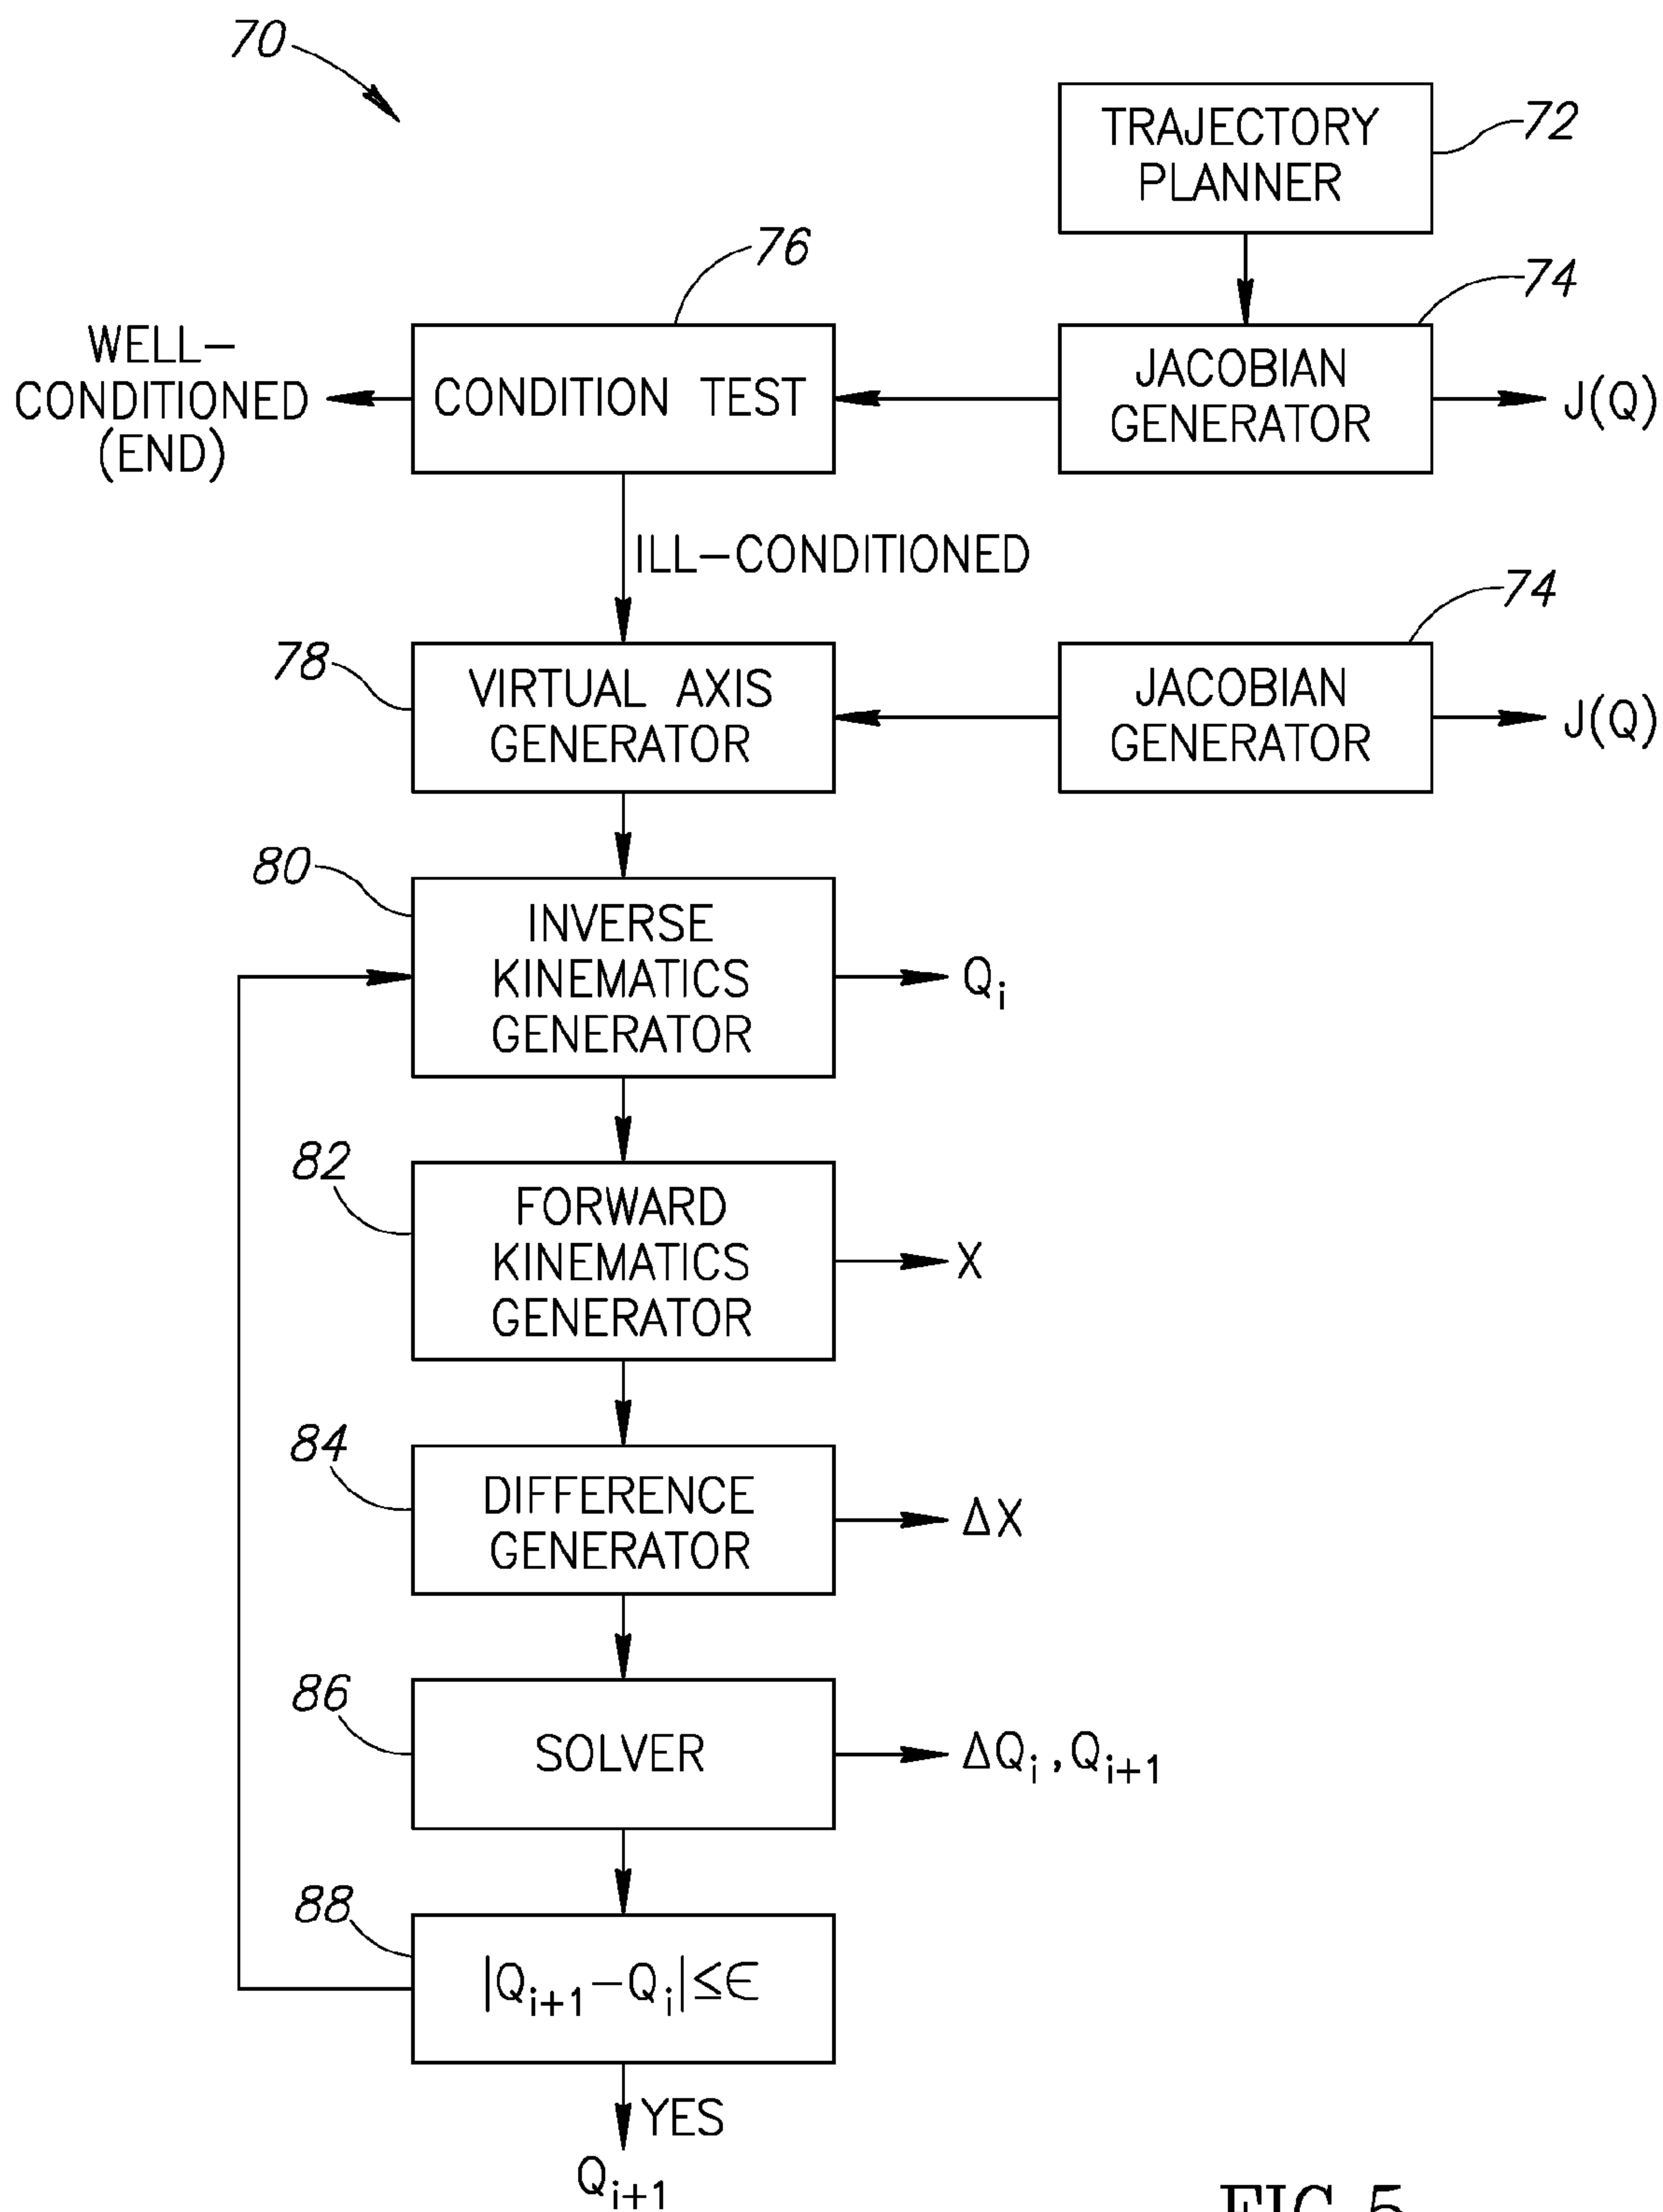 70
TRAJECTORY
PLANNER
72
76
74
WELL-
CONDITIONED
(END)
CONDITION TEST
JACOBIAN
GENERATOR
J(Q)
ILL-CONDITIONED
74
78
VIRTUAL AXIS
GENERATOR
JACOBIAN
GENERATOR
J(Q)
80
INVERSE
KINEMATICS
GENERATOR
Qi
82
FORWARD
KINEMATICS
GENERATOR
X
84
DIFFERENCE
GENERATOR
ΔX
86
SOLVER
ΔQi, Qi+1
88
|Qi+1−Qi|≤∈
YES
Qi+1
FIG. 5